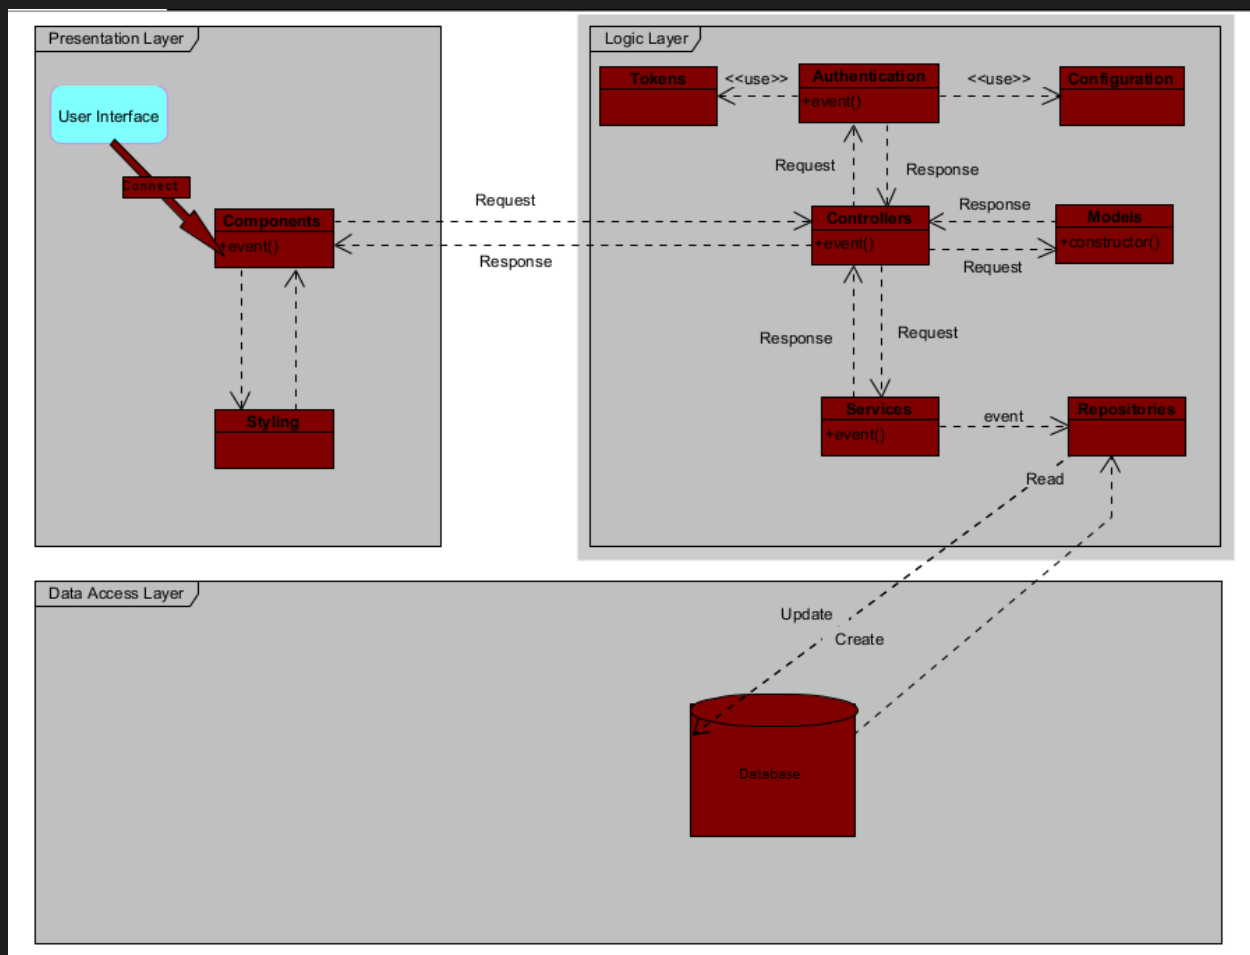 Presentation Layer
User Interface
Connect
Components
+event()
Styling
Request
Response
Logic Layer
Tokens
<<use>>
Authentication
+event()
<<use>>
Configuration
Request
Response
Controllers
+event()
Response
Models
+constructor()
Request
Response
Request
Services
+event()
event
Repositories
Read
Data Access Layer
Update
Create
Database